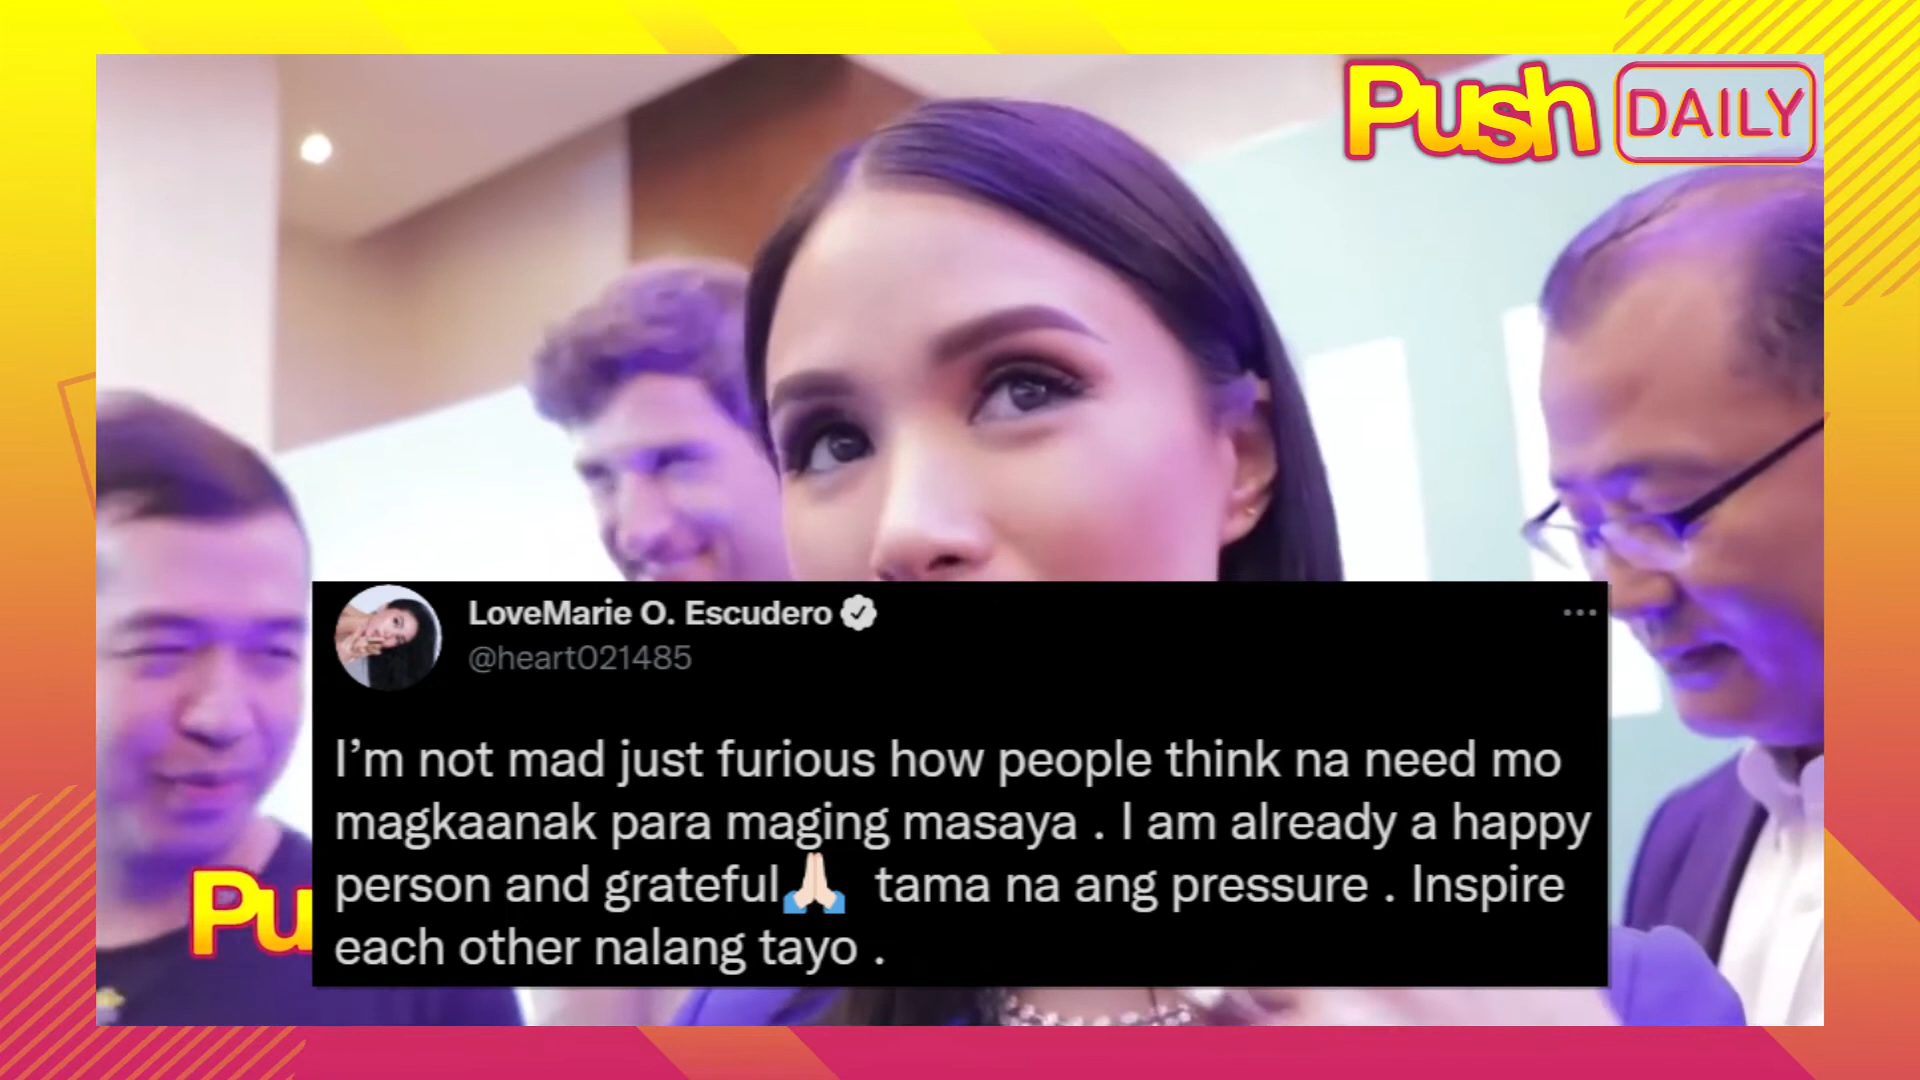 Push DAILY
LoveMarie O. Escudero
@heart021485
I’m not mad just furious how people think na need mo
magkaanak para maging masaya . I am already a happy
person and grateful🙏🏻 tama na ang pressure . Inspire
each other nalang tayo .
Pu